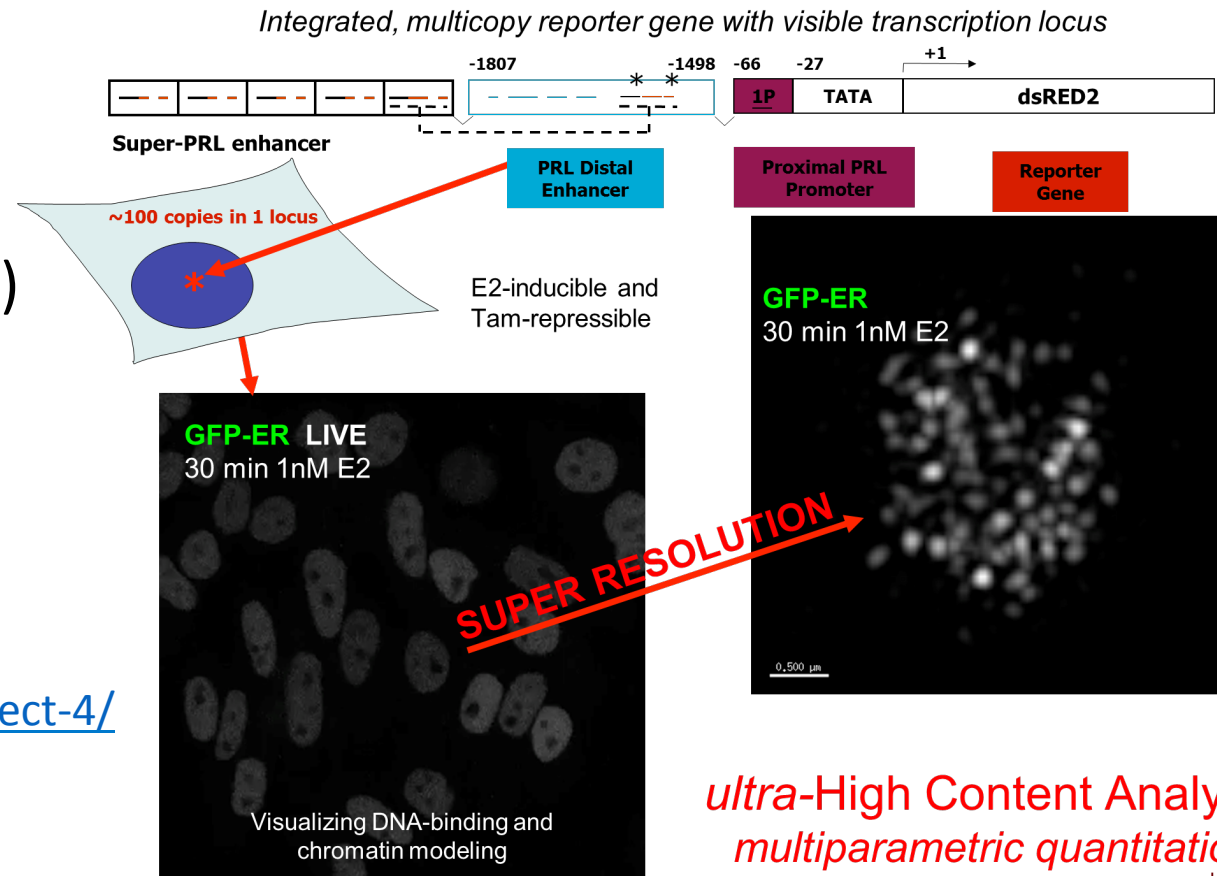 Integrated, multicopy reporter gene with visible transcription locus
-1807
-1498
-66
-27
+1
* *
1P
TATA
dsRED2
Super-PRL enhancer
PRL Distal
Enhancer
Proximal PRL
Promoter
Reporter
Gene
~100 copies in 1 locus
*
)
E2-inducible and
Tam-repressible
GFP-ER
30 min 1nM E2
GFP-ER LIVE
30 min 1nM E2
SUPER RESOLUTION
0.500 µm
ect-4/
Visualizing DNA-binding and
chromatin modeling
ultra-High Content Analy
multiparametric quantitatio